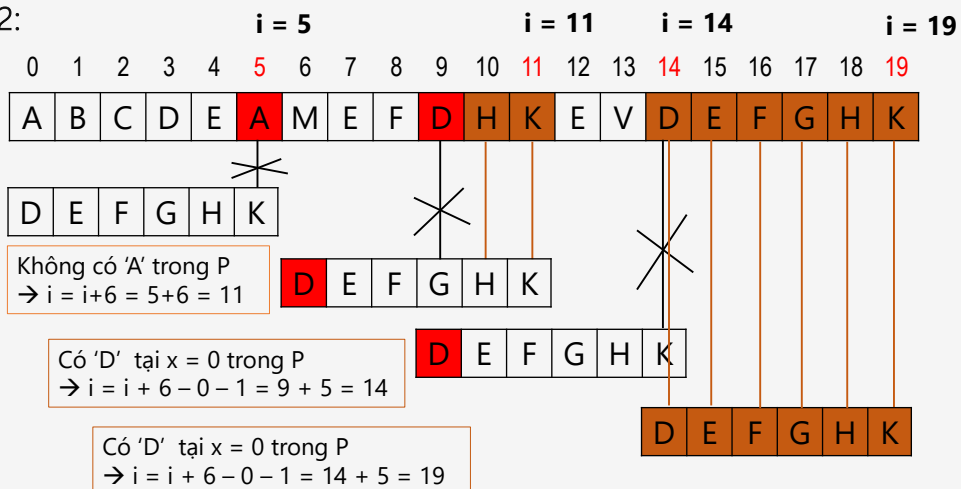 2:
i = 5 i = 11 i = 14 i = 19
0 1 2 3 4 5 6 7 8 9 10 11 12 13 14 15 16 17 18 19
A B C D E A M E F D H K E V D E F G H K
D E F G H K
Không có 'A' trong P
→ i = i+6 = 5+6 = 11
D E F G H K
D E F G H K
Có 'D' tại x = 0 trong P
→ i = i + 6 – 0 – 1 = 9 + 5 = 14
D E F G H K
Có 'D' tại x = 0 trong P
→ i = i + 6 – 0 – 1 = 14 + 5 = 19